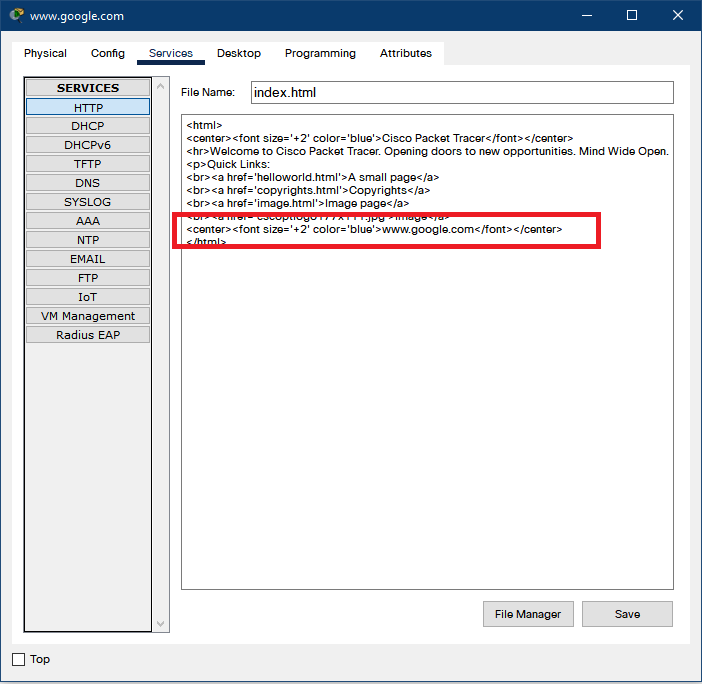 www.google.com
Physical Config Services Desktop Programming Attributes
SERVICES
HTTP
DHCP
DHCPv6
TFTP
DNS
SYSLOG
AAA
NTP
EMAIL
FTP
IoT
VM Management
Radius EAP
File Name: index.html
<html>
<center><font size='+2' color='blue'>Cisco Packet Tracer</font></center>
<hr>Welcome to Cisco Packet Tracer. Opening doors to new opportunities. Mind Wide Open.
<p>Quick Links:
<br><a href='helloworld.html'>A small page</a>
<br><a href='copyrights.html'>Copyrights</a>
<br><a href='image.html'>Image page</a>
<br><a href='cscoptlogo177x111.jpg'>Image</a>
<center><font size='+2' color='blue'>www.google.com</font></center>
</html>
File Manager Save
Top